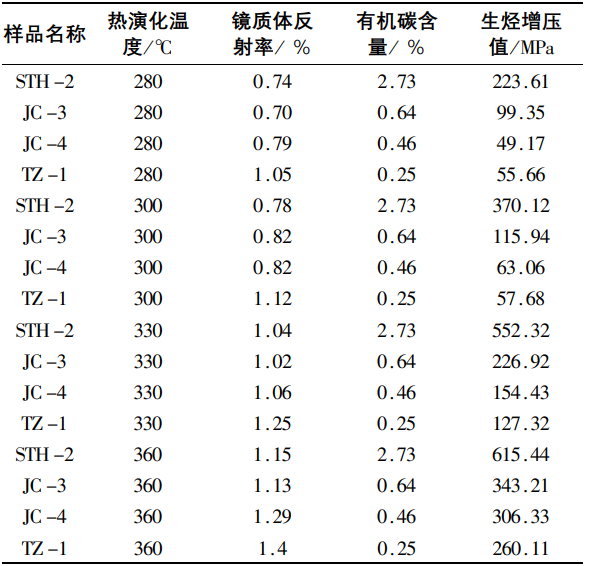 样品名称 热演化温度/℃ 镜质体反射率/ % 有机碳含量/ % 生烃增压值/MPa
STH-2 280 0.74 2.73 223.61
JC-3 280 0.70 0.64 99.35
JC-4 280 0.79 0.46 49.17
TZ-1 280 1.05 0.25 55.66
STH-2 300 0.78 2.73 370.12
JC-3 300 0.82 0.64 115.94
JC-4 300 0.82 0.46 63.06
TZ-1 300 1.12 0.25 57.68
STH-2 330 1.04 2.73 552.32
JC-3 330 1.02 0.64 226.92
JC-4 330 1.06 0.46 154.43
TZ-1 330 1.25 0.25 127.32
STH-2 360 1.15 2.73 615.44
JC-3 360 1.13 0.64 343.21
JC-4 360 1.29 0.46 306.33
TZ-1 360 1.4 0.25 260.11